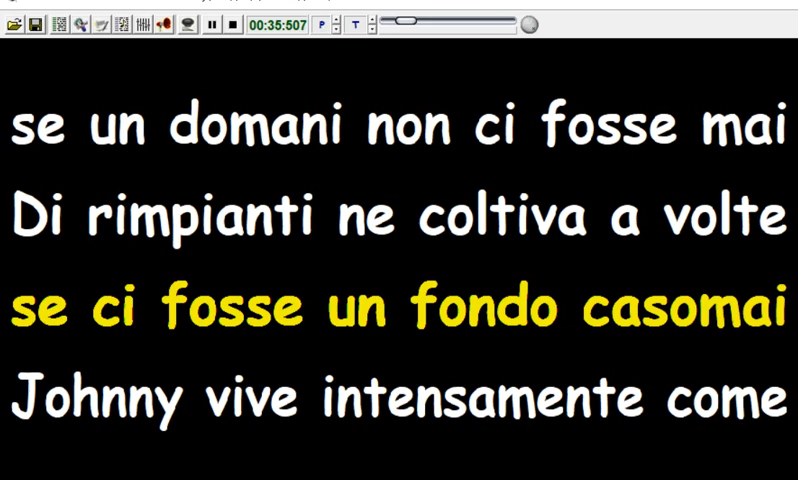 00:35:507 P T
se un domani non ci fosse mai
Di rimpianti ne coltiva a volte
se ci fosse un fondo casomai
Johnny vive intensamente come